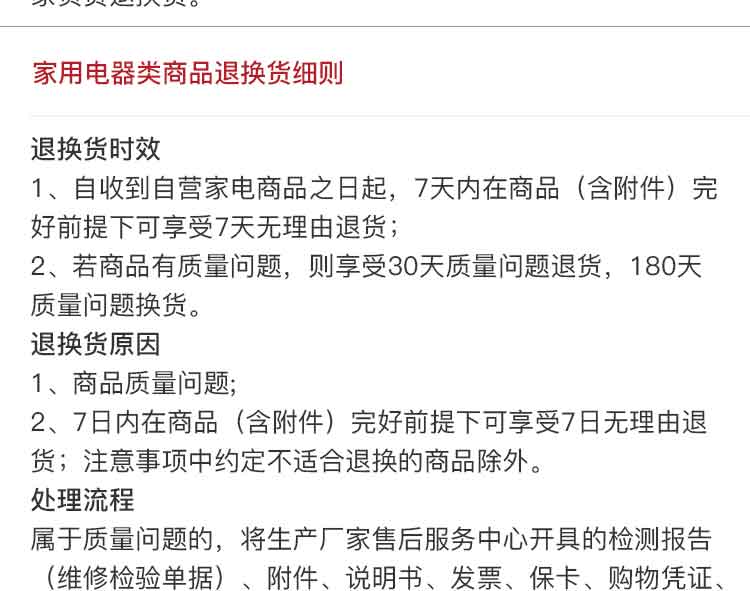 家用电器类商品退换货细则
退换货时效
1、自收到自营家电商品之日起，7天内在商品（含附件）完
好前提下可享受7天无理由退货；
2、若商品有质量问题，则享受30天质量问题退货，180天
质量问题换货。
退换货原因
1、商品质量问题;
2、7日内在商品（含附件）完好前提下可享受7日无理由退
货；注意事项中约定不适合退换的商品除外。
处理流程
属于质量问题的，将生产厂家售后服务中心开具的检测报告
（维修检验单据）、附件、说明书、发票、保卡、购物凭证、